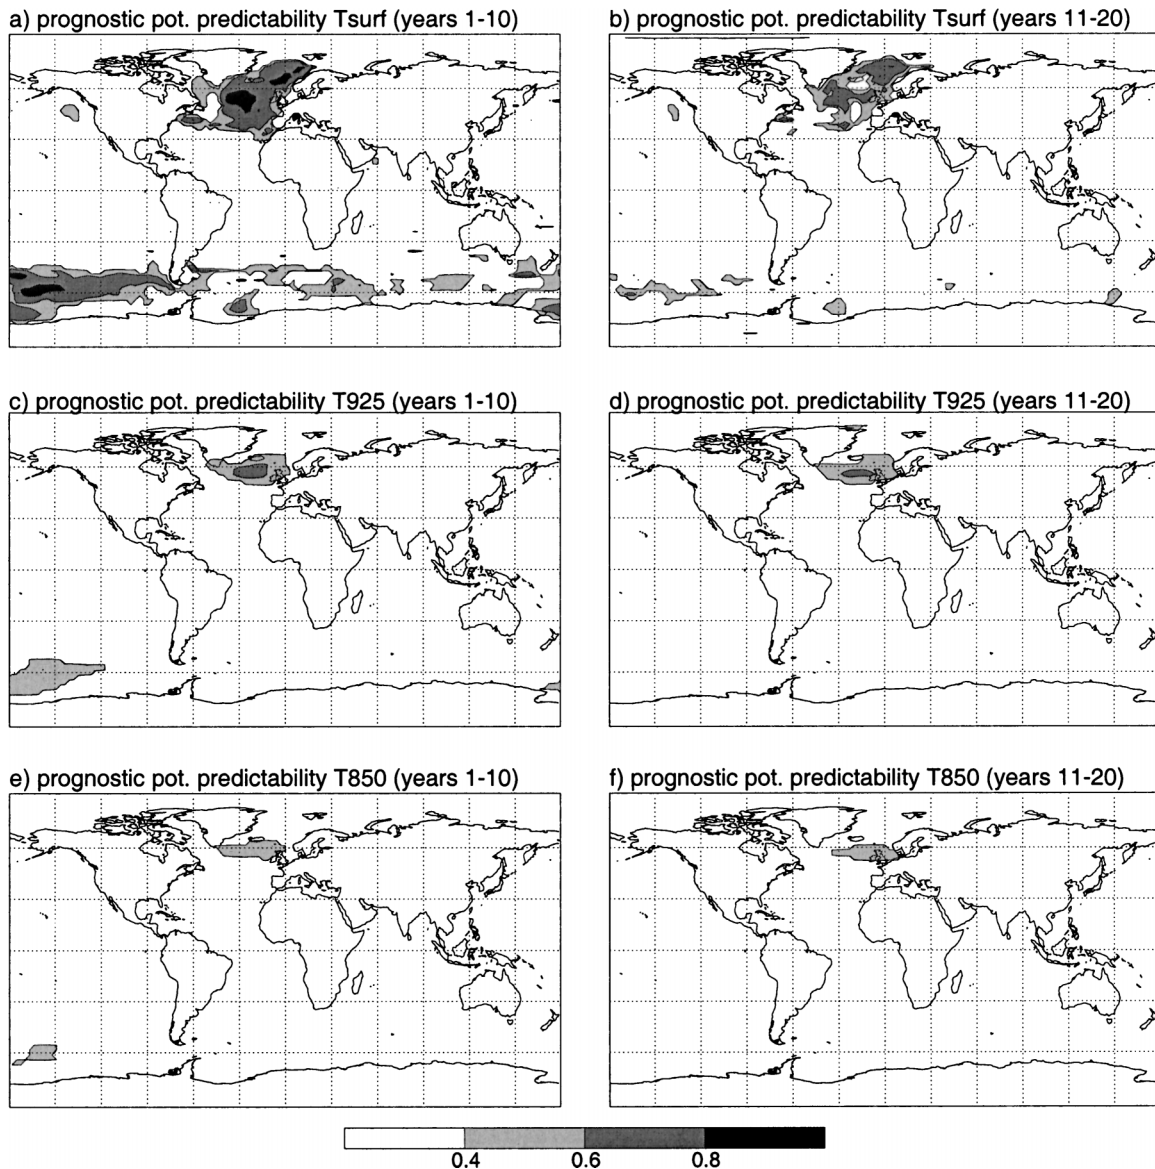 a) prognostic pot. predictability Tsurf (years 1-10)
b) prognostic pot. predictability Tsurf (years 11-20)
c) prognostic pot. predictability T925 (years 1-10)
d) prognostic pot. predictability T925 (years 11-20)
e) prognostic pot. predictability T850 (years 1-10)
f) prognostic pot. predictability T850 (years 11-20)
0.4 0.6 0.8